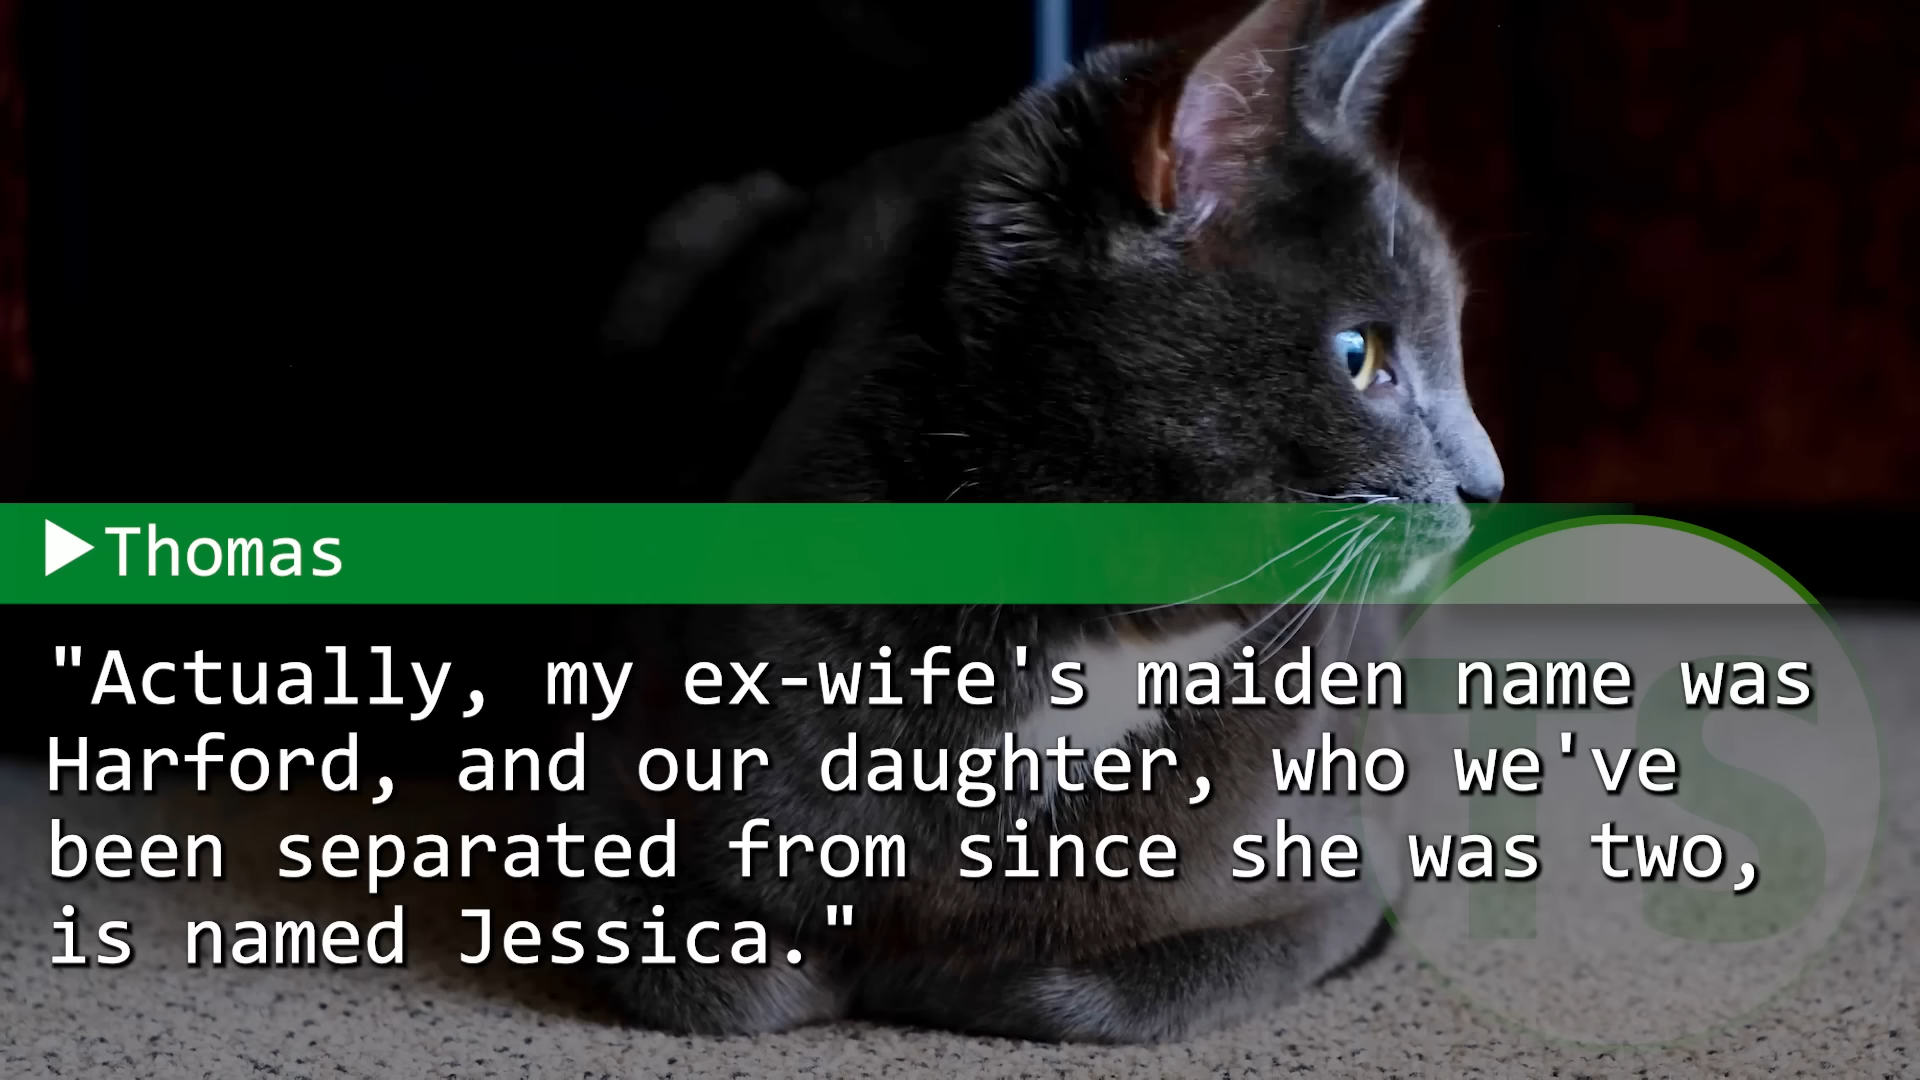 ▶Thomas
"Actually, my ex-wife's maiden name was
Harford, and our daughter, who we've
been separated from since she was two,
is named Jessica."
TS